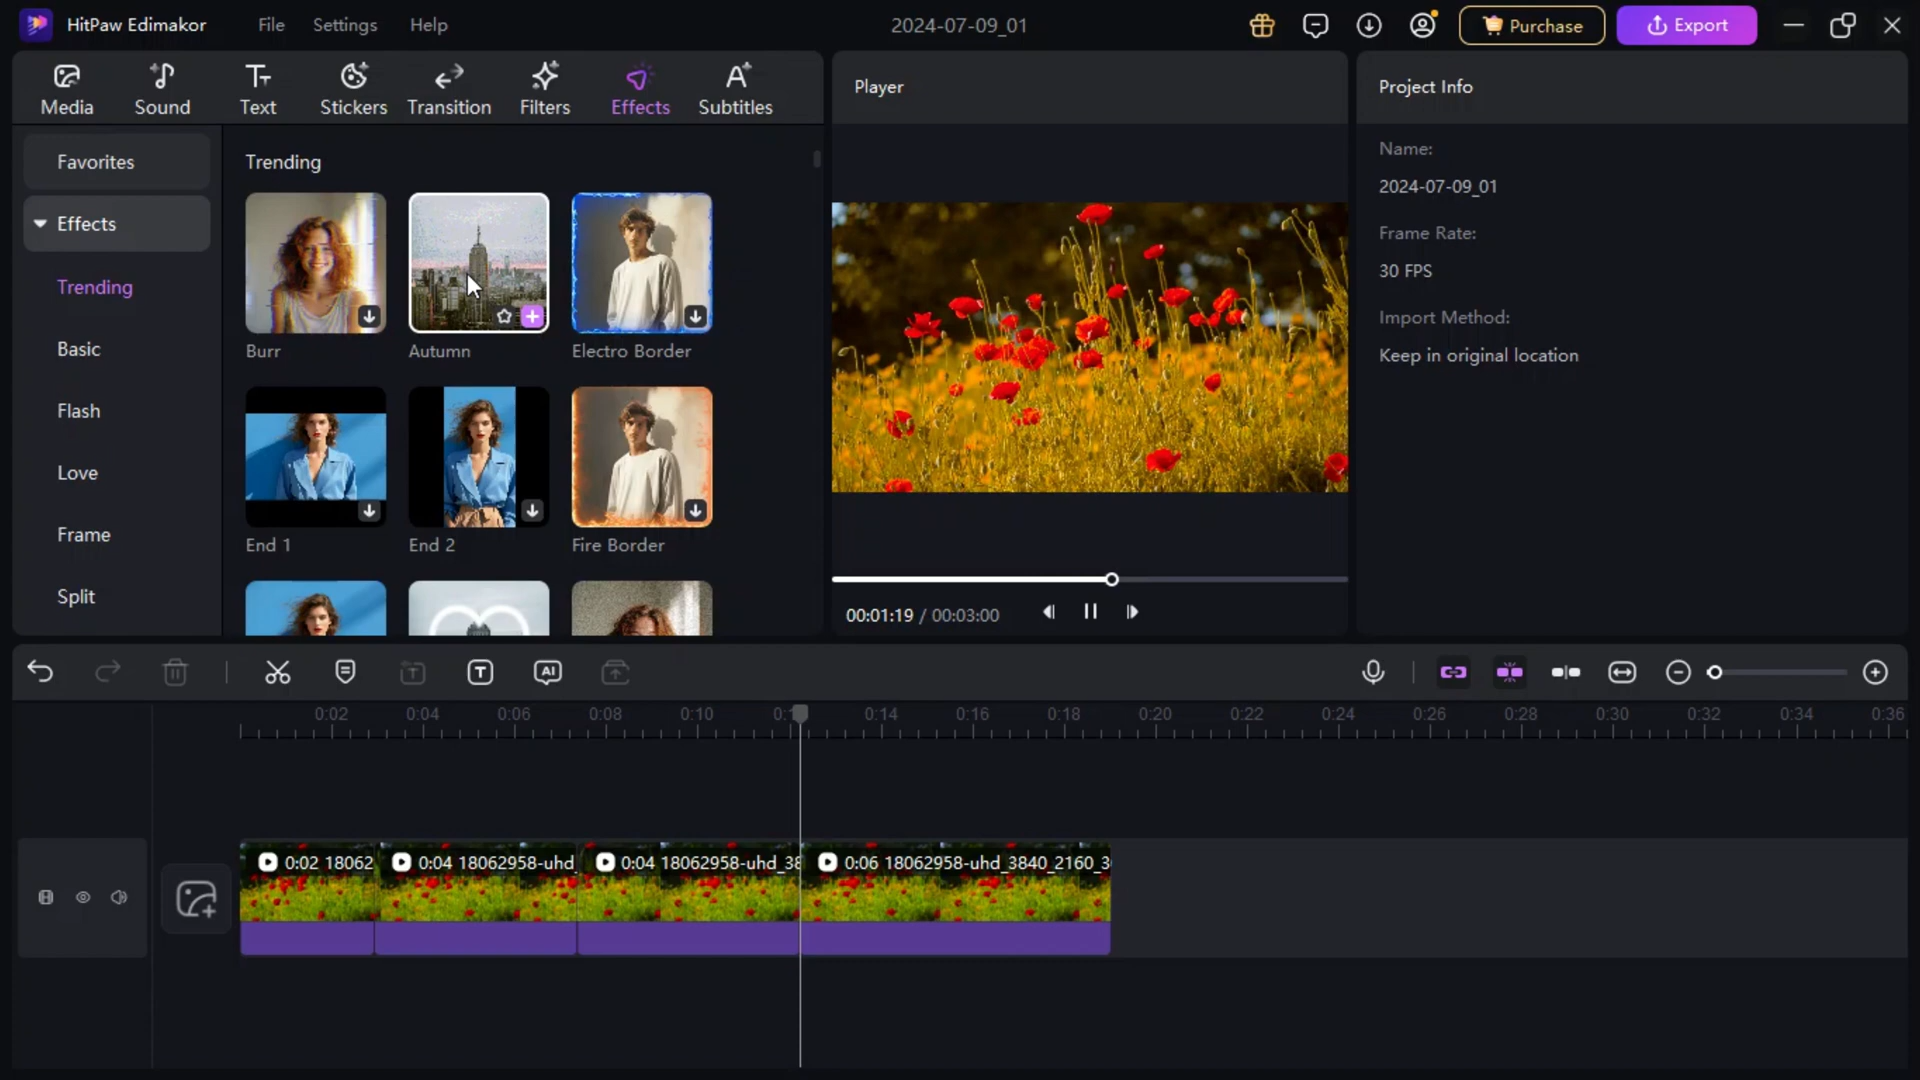 HitPaw Edimakor
File
Settings
Help
2024-07-09_01
Purchase
Export
Media
Sound
Text
Stickers
Transition
Filters
Effects
Subtitles
Favorites
Effects
Trending
Basic
Flash
Love
Frame
Split
Trending
Burr
Autumn
Electro Border
End 1
End 2
Fire Border
Player
00:01:19 / 00:03:00
Project Info
Name:
2024-07-09_01
Frame Rate:
30 FPS
Import Method:
Keep in original location
AI
0:02 0:04 0:06 0:08 0:10 0:14 0:16 0:18 0:20 0:22 0:24 0:26 0:28 0:30 0:32 0:34 0:36
0:02 18062
0:04 18062958-uhd_
0:04 18062958-uhd_38
0:06 18062958-uhd_3840_2160_3